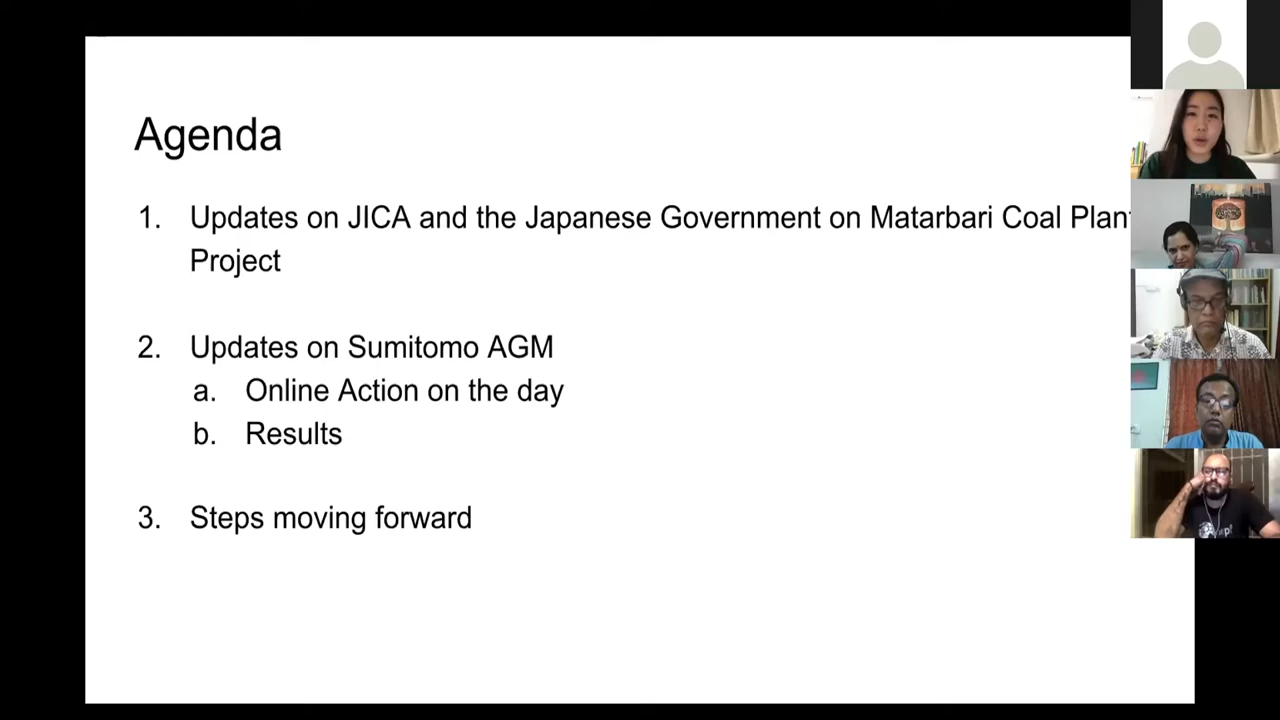 Agenda
1. Updates on JICA and the Japanese Government on Matarbari Coal Plant
Project
2. Updates on Sumitomo AGM
a. Online Action on the day
b. Results
3. Steps moving forward